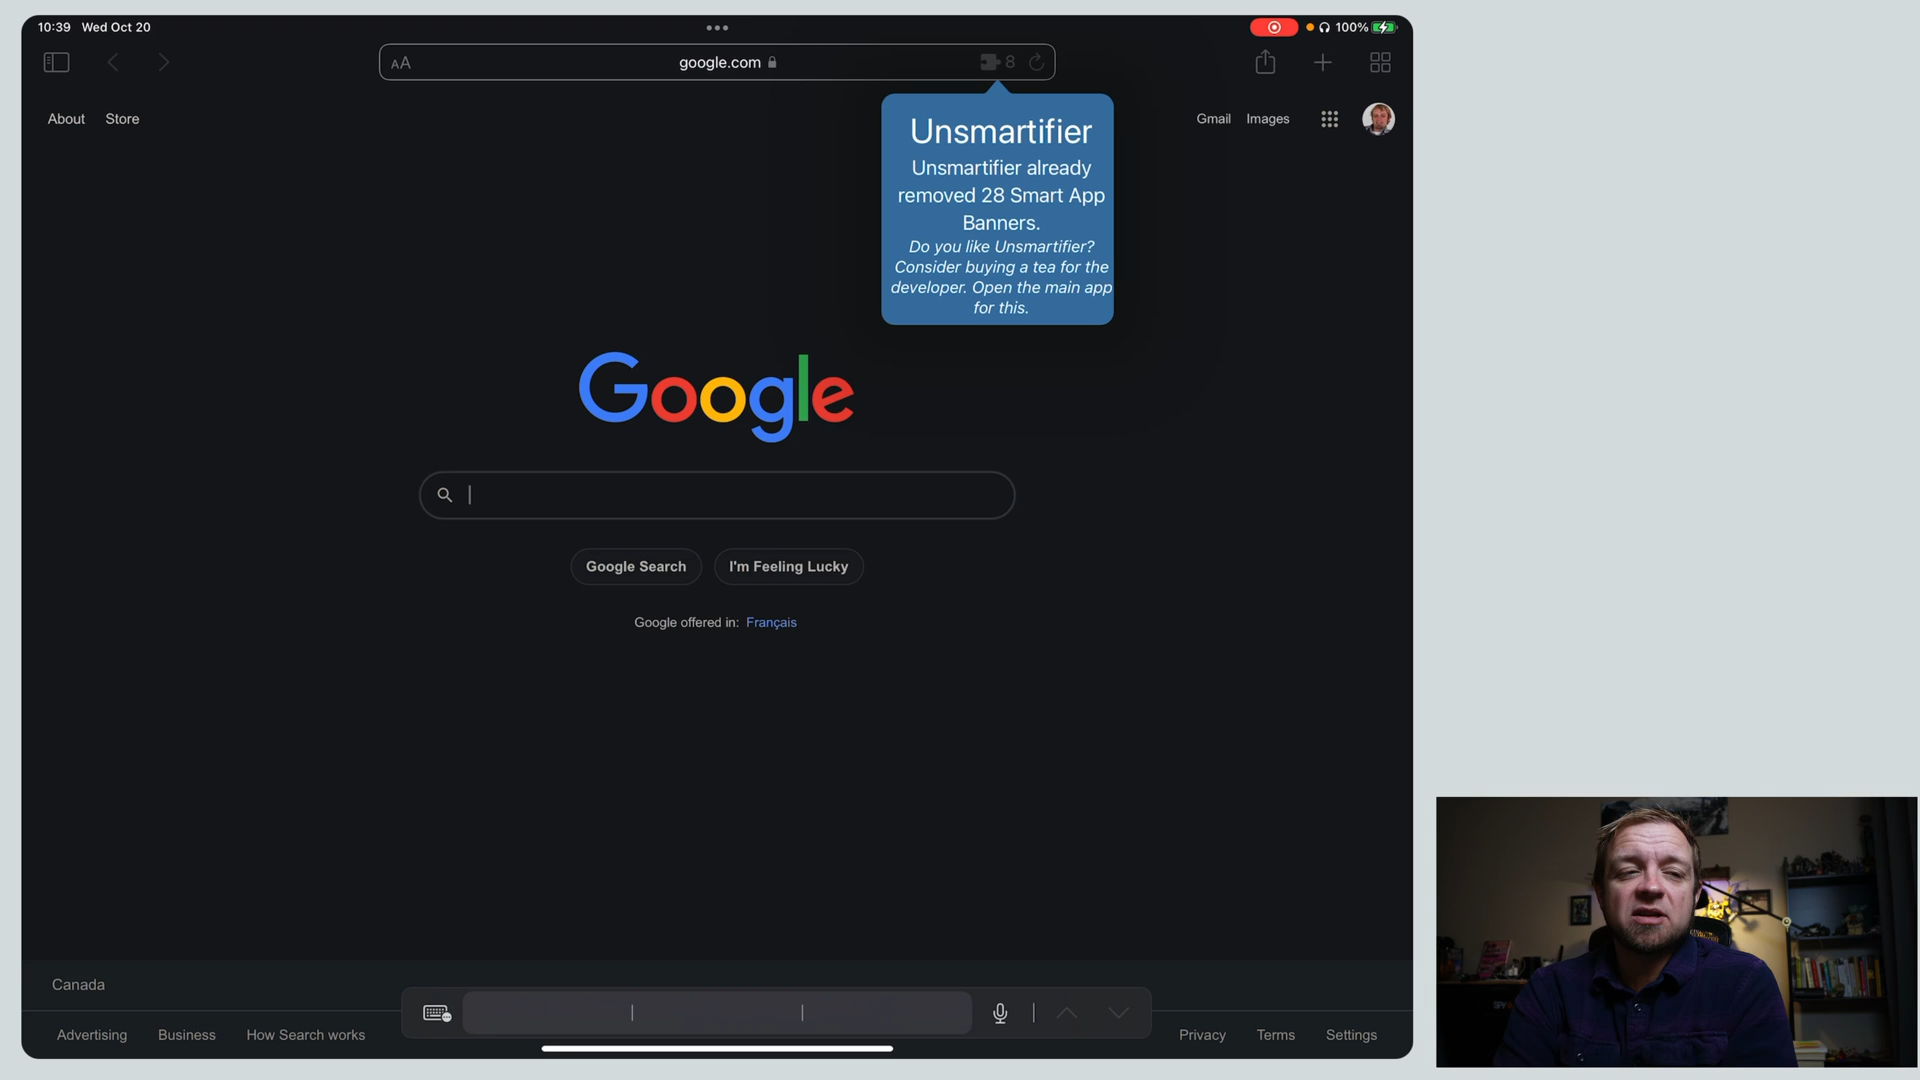 10:39 Wed Oct 20
100%
AA
google.com
8
About Store
Gmail Images
Unsmartifier
Unsmartifier already
removed 28 Smart App
Banners.
Do you like Unsmartifier?
Consider buying a tea for the
developer. Open the main app
for this.
Google
Google Search
I'm Feeling Lucky
Google offered in: Français
Canada
Advertising Business How Search works
Privacy Terms Settings